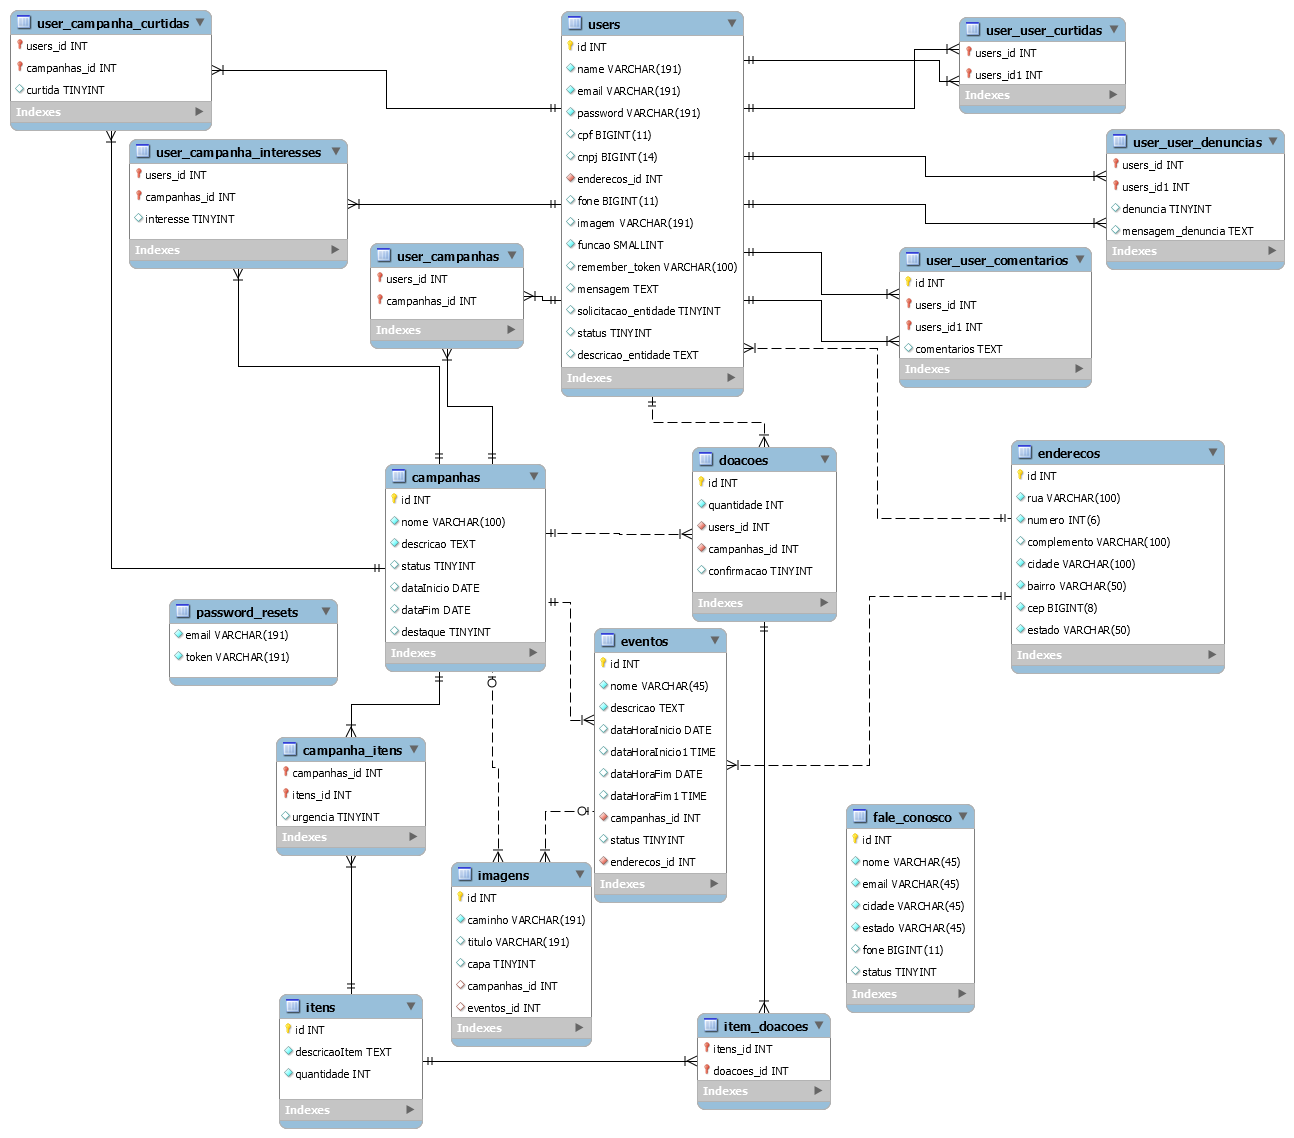 user_campanha_curtidas
users_id INT
campanhas_id INT
curtida TINYINT
Indexes
users
id INT
name VARCHAR(191)
email VARCHAR(191)
password VARCHAR(191)
cpf BIGINT(11)
cnpj BIGINT(14)
enderecos_id INT
fone BIGINT(11)
imagem VARCHAR(191)
funcao SMALLINT
remember_token VARCHAR(100)
mensagem TEXT
solicitacao_entidade TINYINT
status TINYINT
descricao_entidade TEXT
Indexes
user_user_curtidas
users_id INT
users_id1 INT
Indexes
user_campanha_interesses
users_id INT
campanhas_id INT
interesse TINYINT
Indexes
user_user_denuncias
users_id INT
users_id1 INT
denuncia TINYINT
mensagem_denuncia TEXT
Indexes
user_campanhas
users_id INT
campanhas_id INT
Indexes
user_user_comentarios
id INT
users_id INT
users_id1 INT
comentarios TEXT
Indexes
campanhas
id INT
nome VARCHAR(100)
descricao TEXT
status TINYINT
dataInicio DATE
dataFim DATE
destaque TINYINT
Indexes
doacoes
id INT
quantidade INT
users_id INT
campanhas_id INT
confirmacao TINYINT
Indexes
enderecos
id INT
rua VARCHAR(100)
numero INT(6)
complemento VARCHAR(100)
cidade VARCHAR(100)
bairro VARCHAR(50)
cep BIGINT(8)
estado VARCHAR(50)
Indexes
password_resets
email VARCHAR(191)
token VARCHAR(191)
eventos
id INT
nome VARCHAR(45)
descricao TEXT
dataHoraInicio DATE
dataHoraInicio1 TIME
dataHoraFim DATE
dataHoraFim1 TIME
campanhas_id INT
status TINYINT
enderecos_id INT
Indexes
campanha_itens
campanhas_id INT
itens_id INT
urgencia TINYINT
Indexes
imagens
id INT
caminho VARCHAR(191)
titulo VARCHAR(191)
capa TINYINT
campanhas_id INT
eventos_id INT
Indexes
fale_conosco
id INT
nome VARCHAR(45)
email VARCHAR(45)
cidade VARCHAR(45)
estado VARCHAR(45)
fone BIGINT(11)
status TINYINT
Indexes
itens
id INT
descricaoItem TEXT
quantidade INT
Indexes
item_doacoes
itens_id INT
doacoes_id INT
Indexes